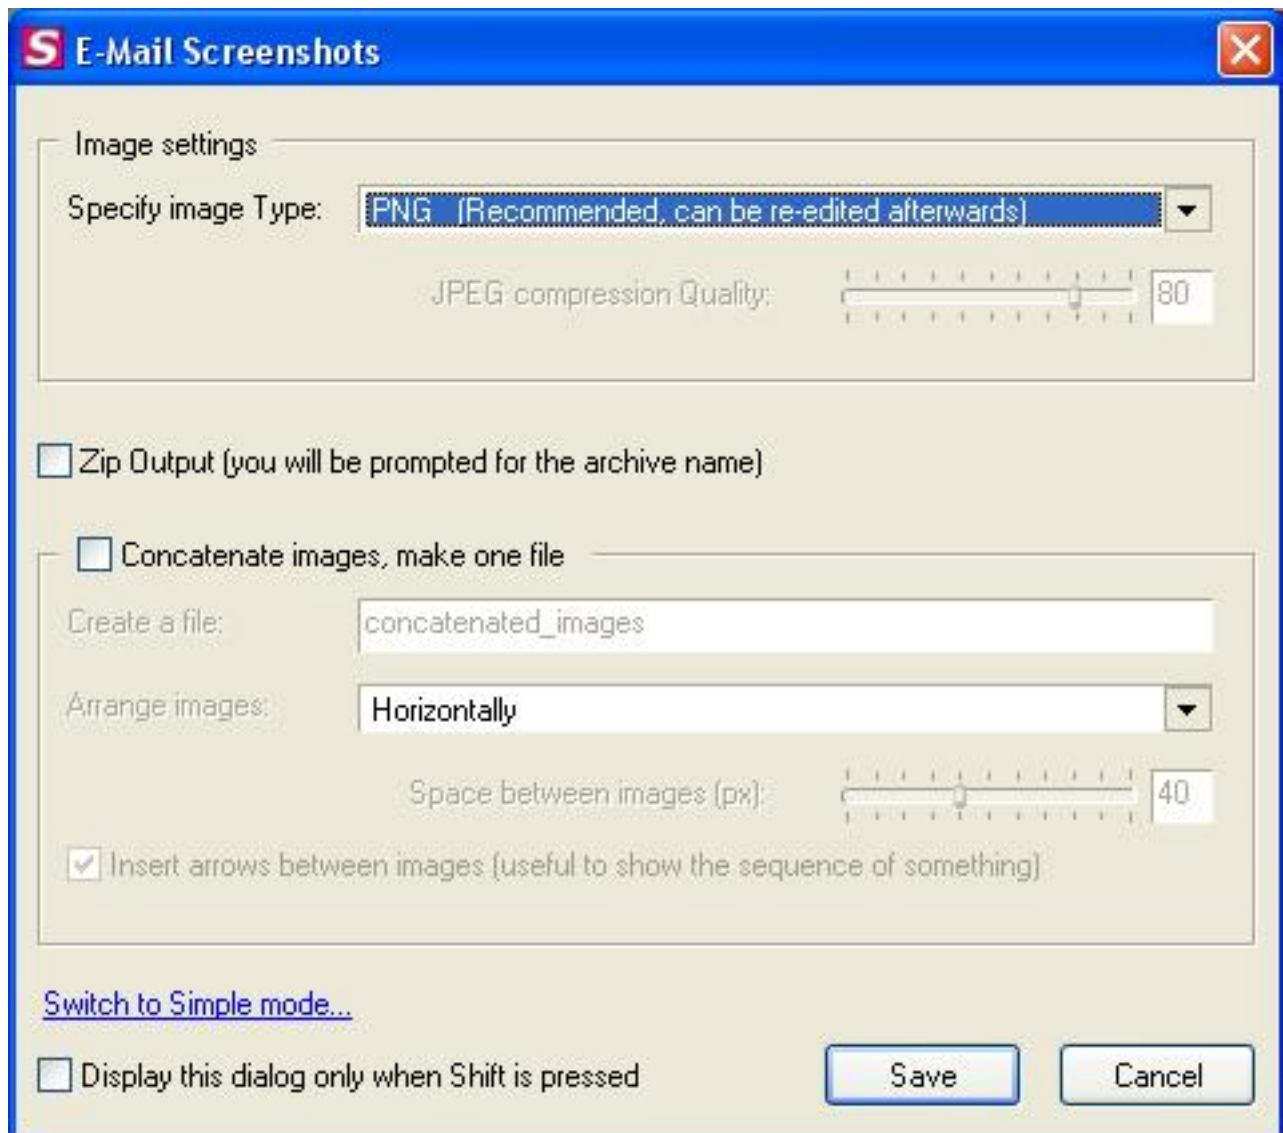 S E-Mail Screenshots
Image settings
Specify image Type: PNG (Recommended, can be re-edited afterwards)
JPEG compression Quality: 80
Zip Output (you will be prompted for the archive name)
Concatenate images, make one file
Create a file: concatenated_images
Arrange images: Horizontally
Space between images (px): 40
Insert arrows between images (useful to show the sequence of something)
Switch to Simple mode...
Display this dialog only when Shift is pressed Save Cancel